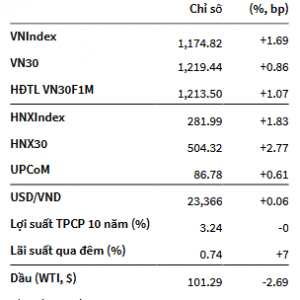 Chỉ số (%, bp)
VNIndex 1,174.82 +1.69
VN30 1,219.44 +0.86
HĐTL VN30F1M 1,213.50 +1.07
HNXIndex 281.99 +1.83
HNX30 504.32 +2.77
UPCoM 86.78 +0.61
USD/VND 23,366 +0.06
Lợi suất TPCP 10 năm (%) 3.24 -0
Lãi suất qua đêm (%) 0.74 +7
Dầu (WTI, $) 101.29 -2.69